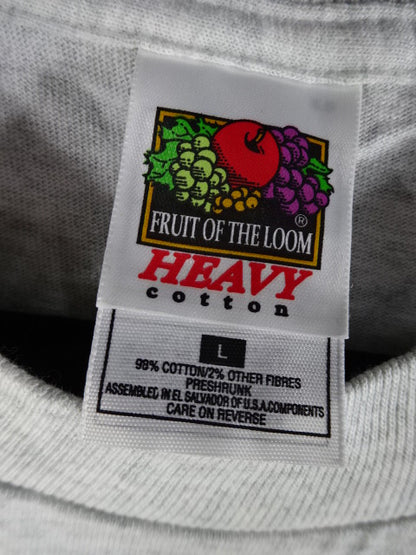 FRUIT OF THE LOOM ®
HEAVY
cotton
L
98% COTTON/2% OTHER FIBRES
PRESHRUNK
ASSEMBLED IN EL SALVADOR OF U.S.A.COMPONENTS
CARE ON REVERSE